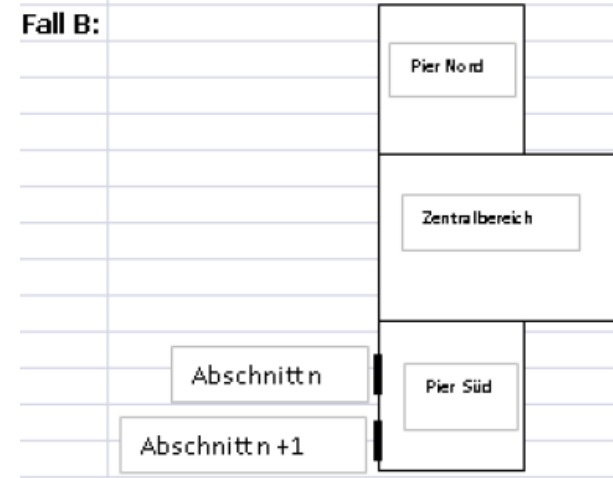 Fall B:
Pier Nord
Zentralbereich
Abschnitt n
Pier Süd
Abschnitt n +1